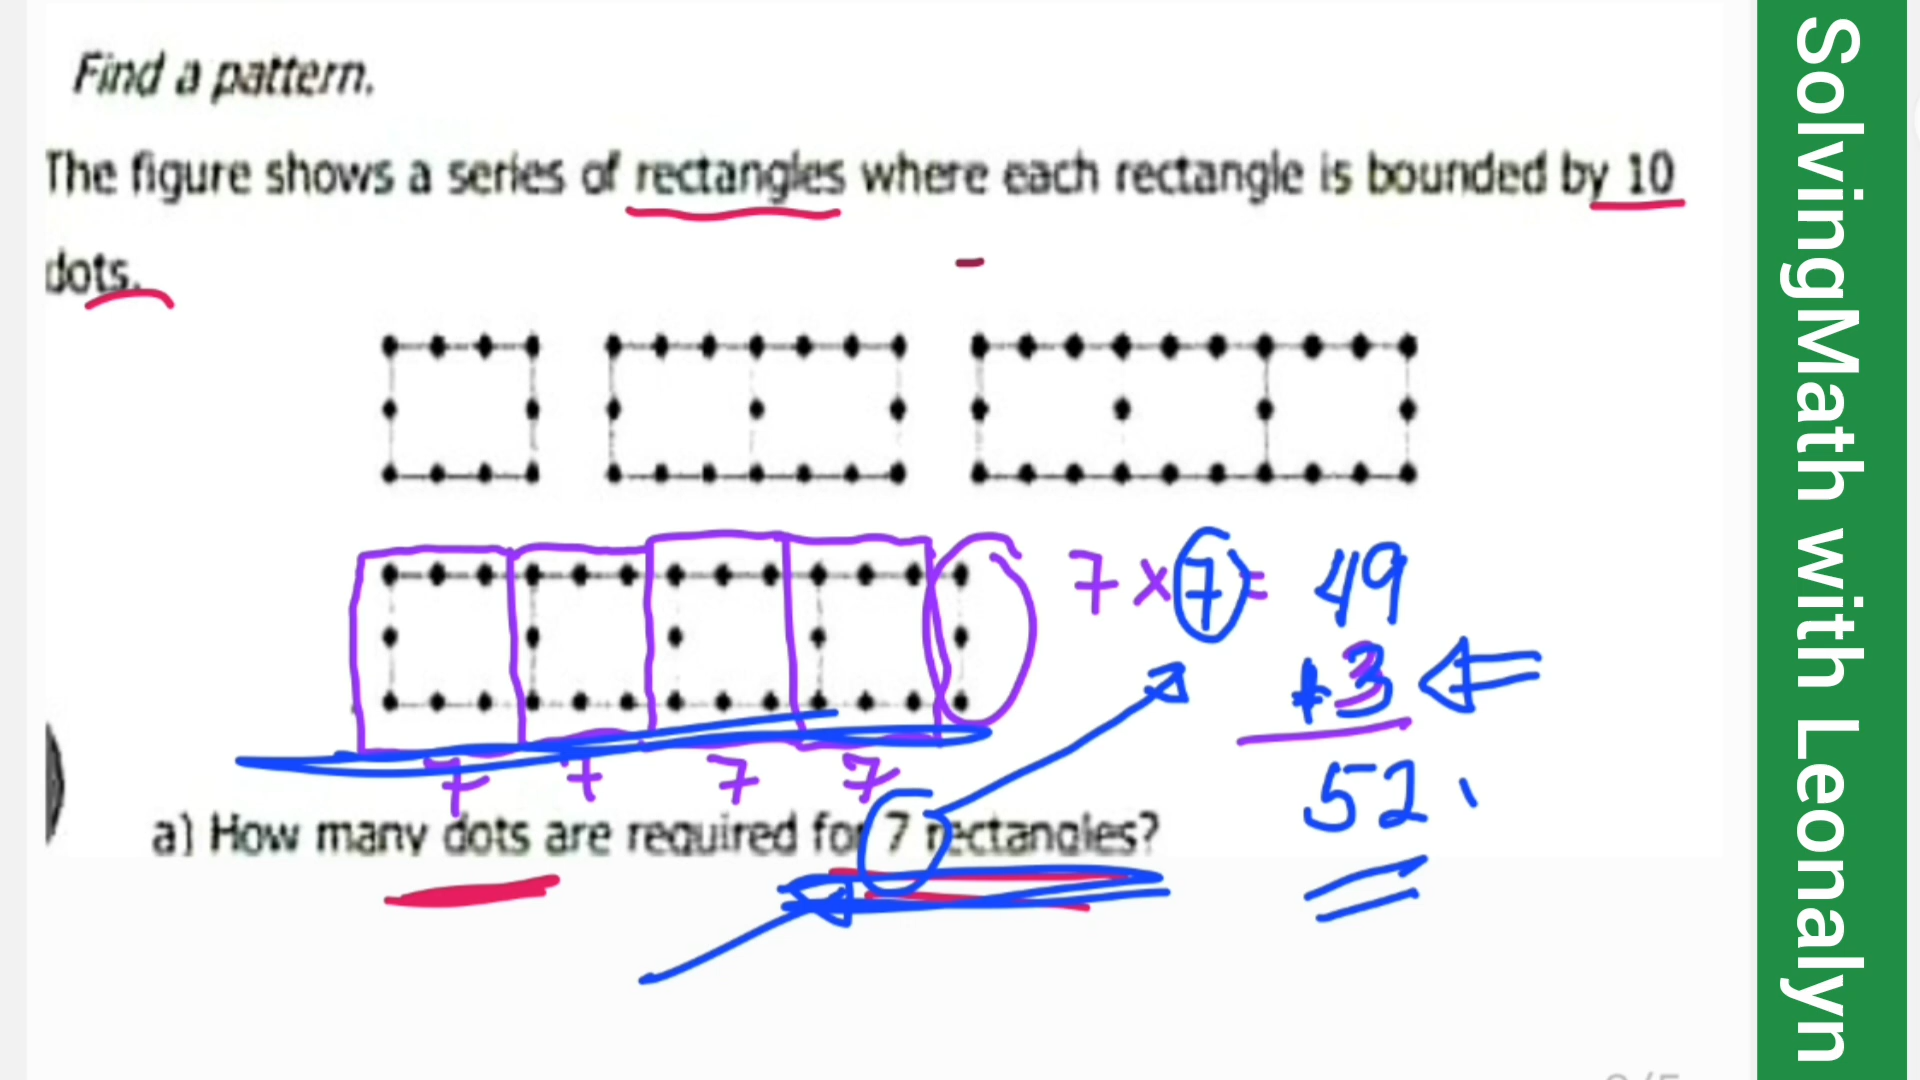 Find a pattern.
The figure shows a series of rectangles where each rectangle is bounded by 10
dots.
7 × 7 = 49
+3
52
7 7 7 7
a) How many dots are required for 7 rectangles?
SolvingMath with Leonalyn